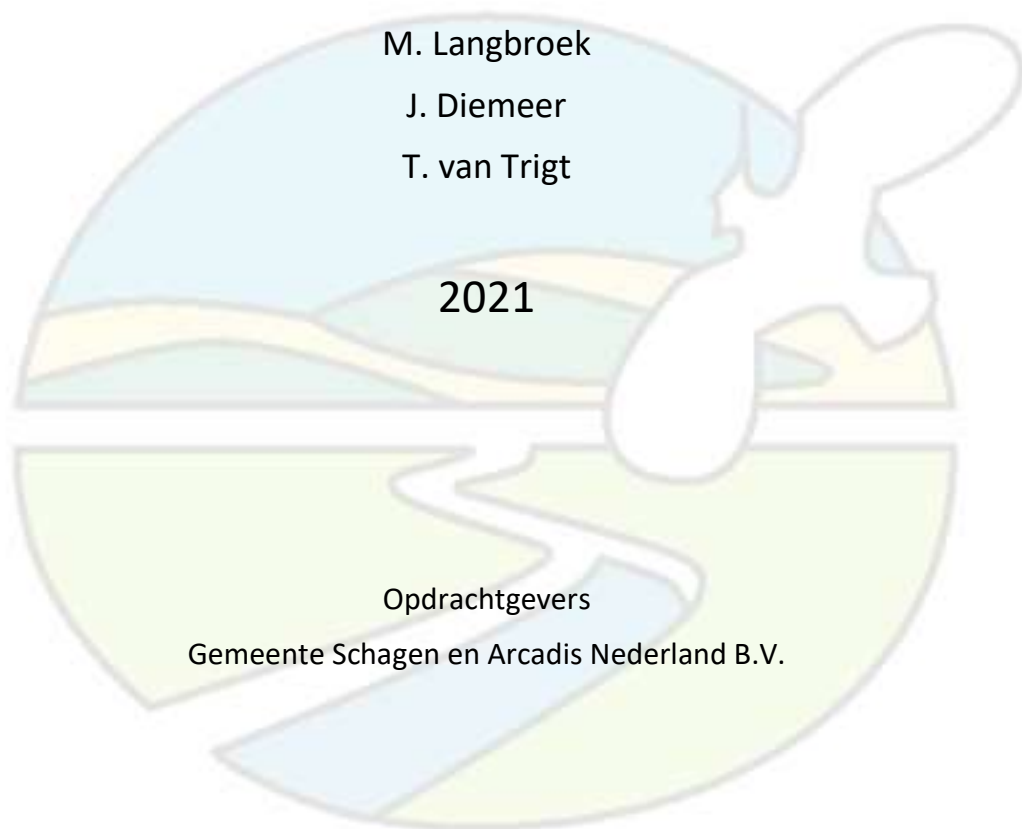 M. Langbroek
J. Diemeer
T. van Trigt
2021
Opdrachtgevers
Gemeente Schagen en Arcadis Nederland B.V.